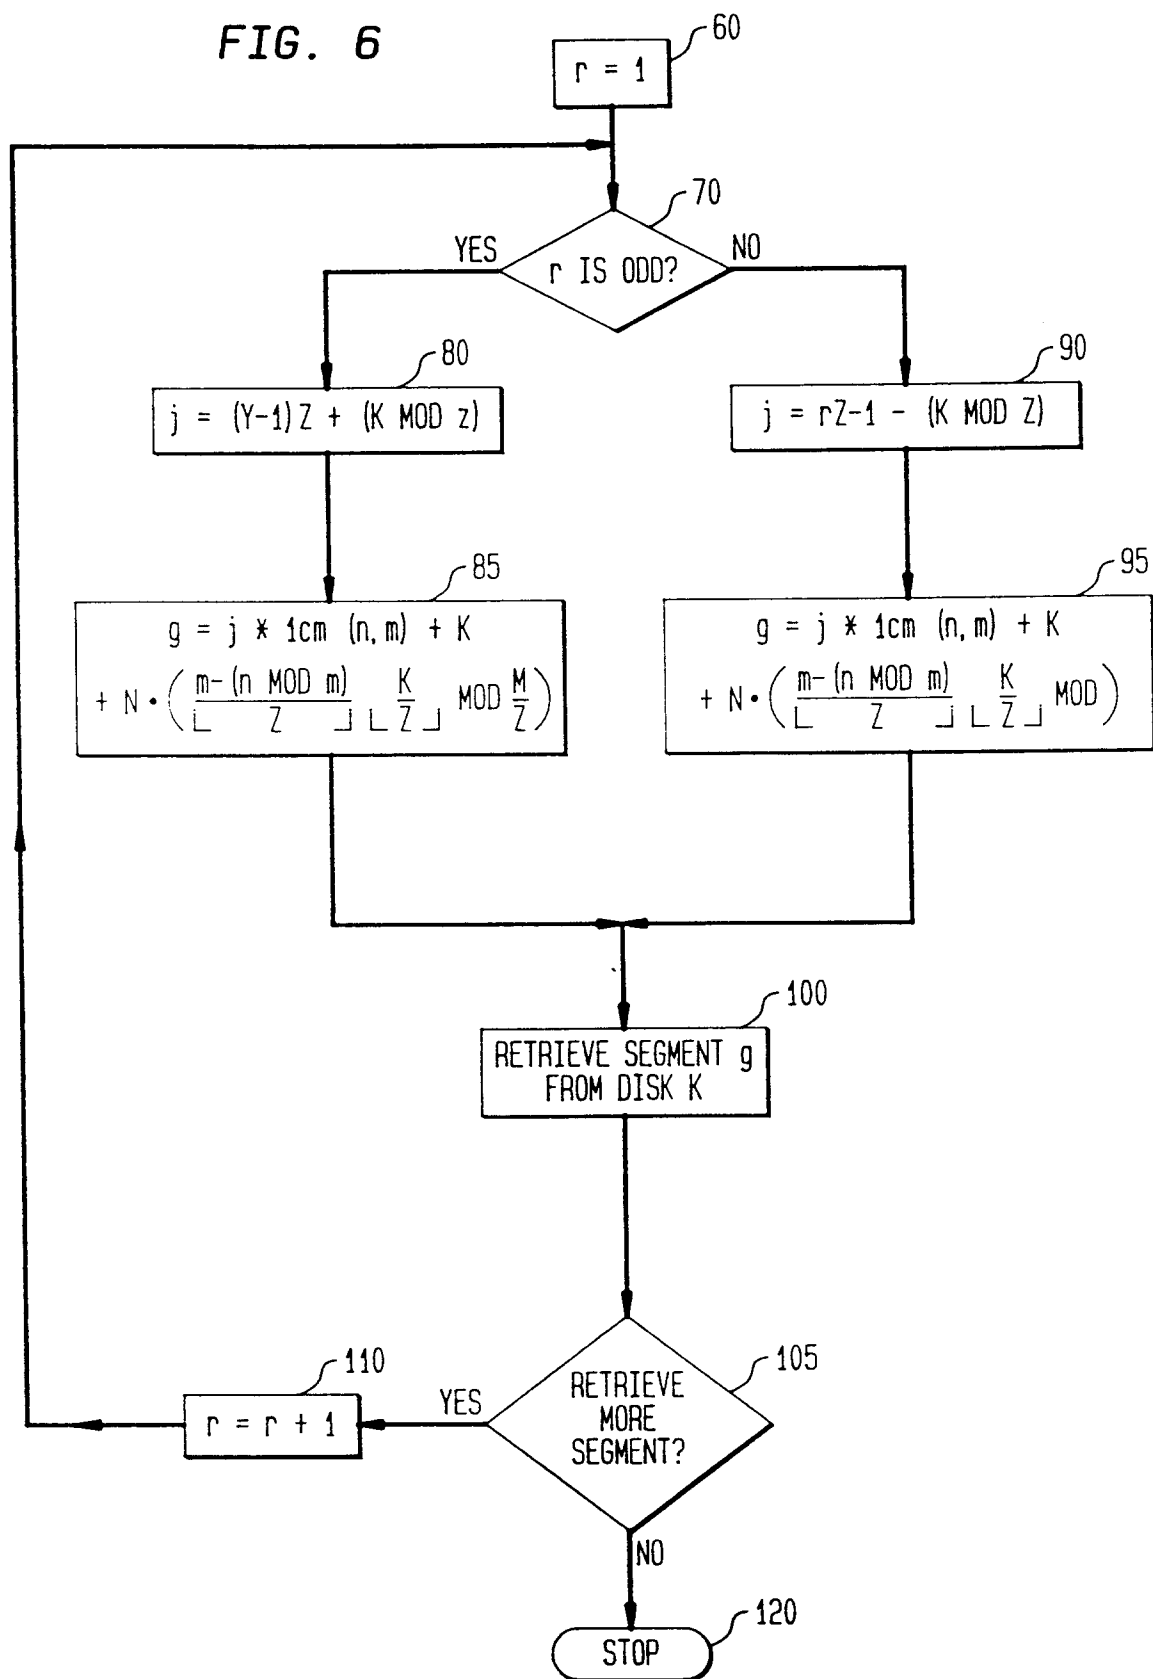 FIG. 6
60
r = 1
70
YES
r IS ODD?
NO
80
j = (Y-1)Z + (K MOD z)
90
j = rZ-1 - (K MOD Z)
85
g = j * 1cm (n,m) + K
+ N•(⌊m-(n MOD m)/Z⌋ ⌊K/Z⌋ MOD M/Z)
95
g = j * 1cm (n,m) + K
+ N•(⌊m-(n MOD m)/Z⌋ ⌊K/Z⌋ MOD)
100
RETRIEVE SEGMENT g
FROM DISK K
105
RETRIEVE
MORE
SEGMENT?
YES
110
r = r + 1
NO
120
STOP